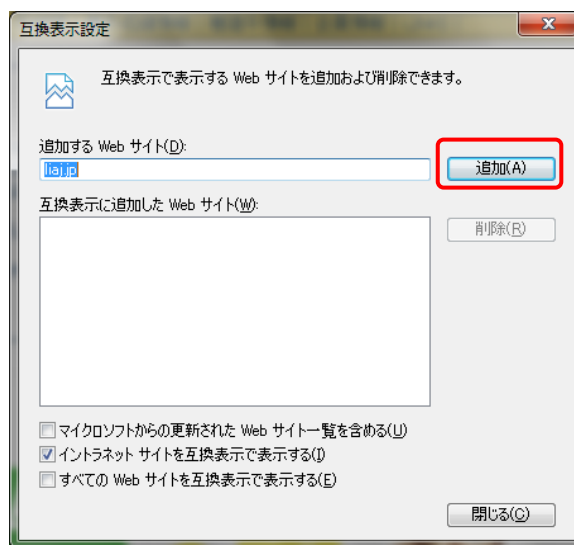 互換表示設定
互換表示で表示する Web サイトを追加および削除できます。
追加する Web サイト(D):
liaj.jp
追加(A)
互換表示に追加した Web サイト(W):
削除(R)
マイクロソフトからの更新された Web サイト一覧を含める(U)
イントラネット サイトを互換表示で表示する(I)
すべての Web サイトを互換表示で表示する(E)
閉じる(C)